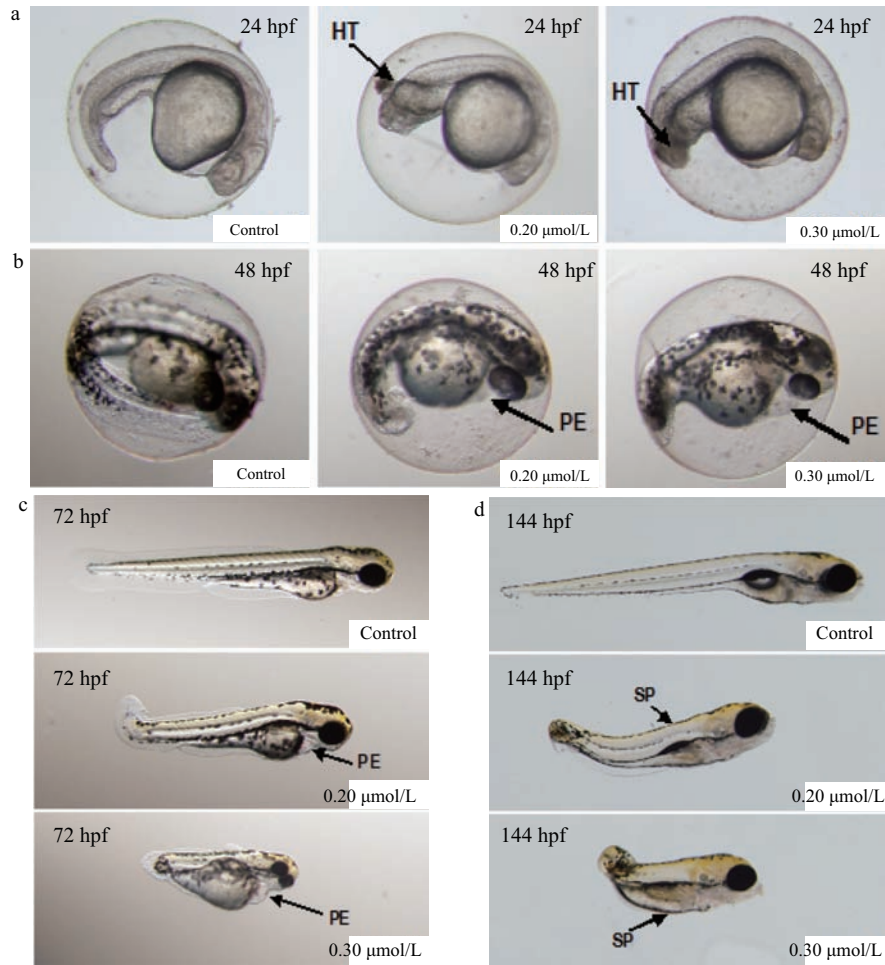 a
24 hpf
24 hpf
24 hpf
HT
HT
Control
0.20 μmol/L
0.30 μmol/L
b
48 hpf
48 hpf
48 hpf
PE
PE
Control
0.20 μmol/L
0.30 μmol/L
c
72 hpf
Control
72 hpf
PE
0.20 μmol/L
72 hpf
PE
0.30 μmol/L
d
144 hpf
Control
144 hpf
SP
0.20 μmol/L
144 hpf
SP
0.30 μmol/L